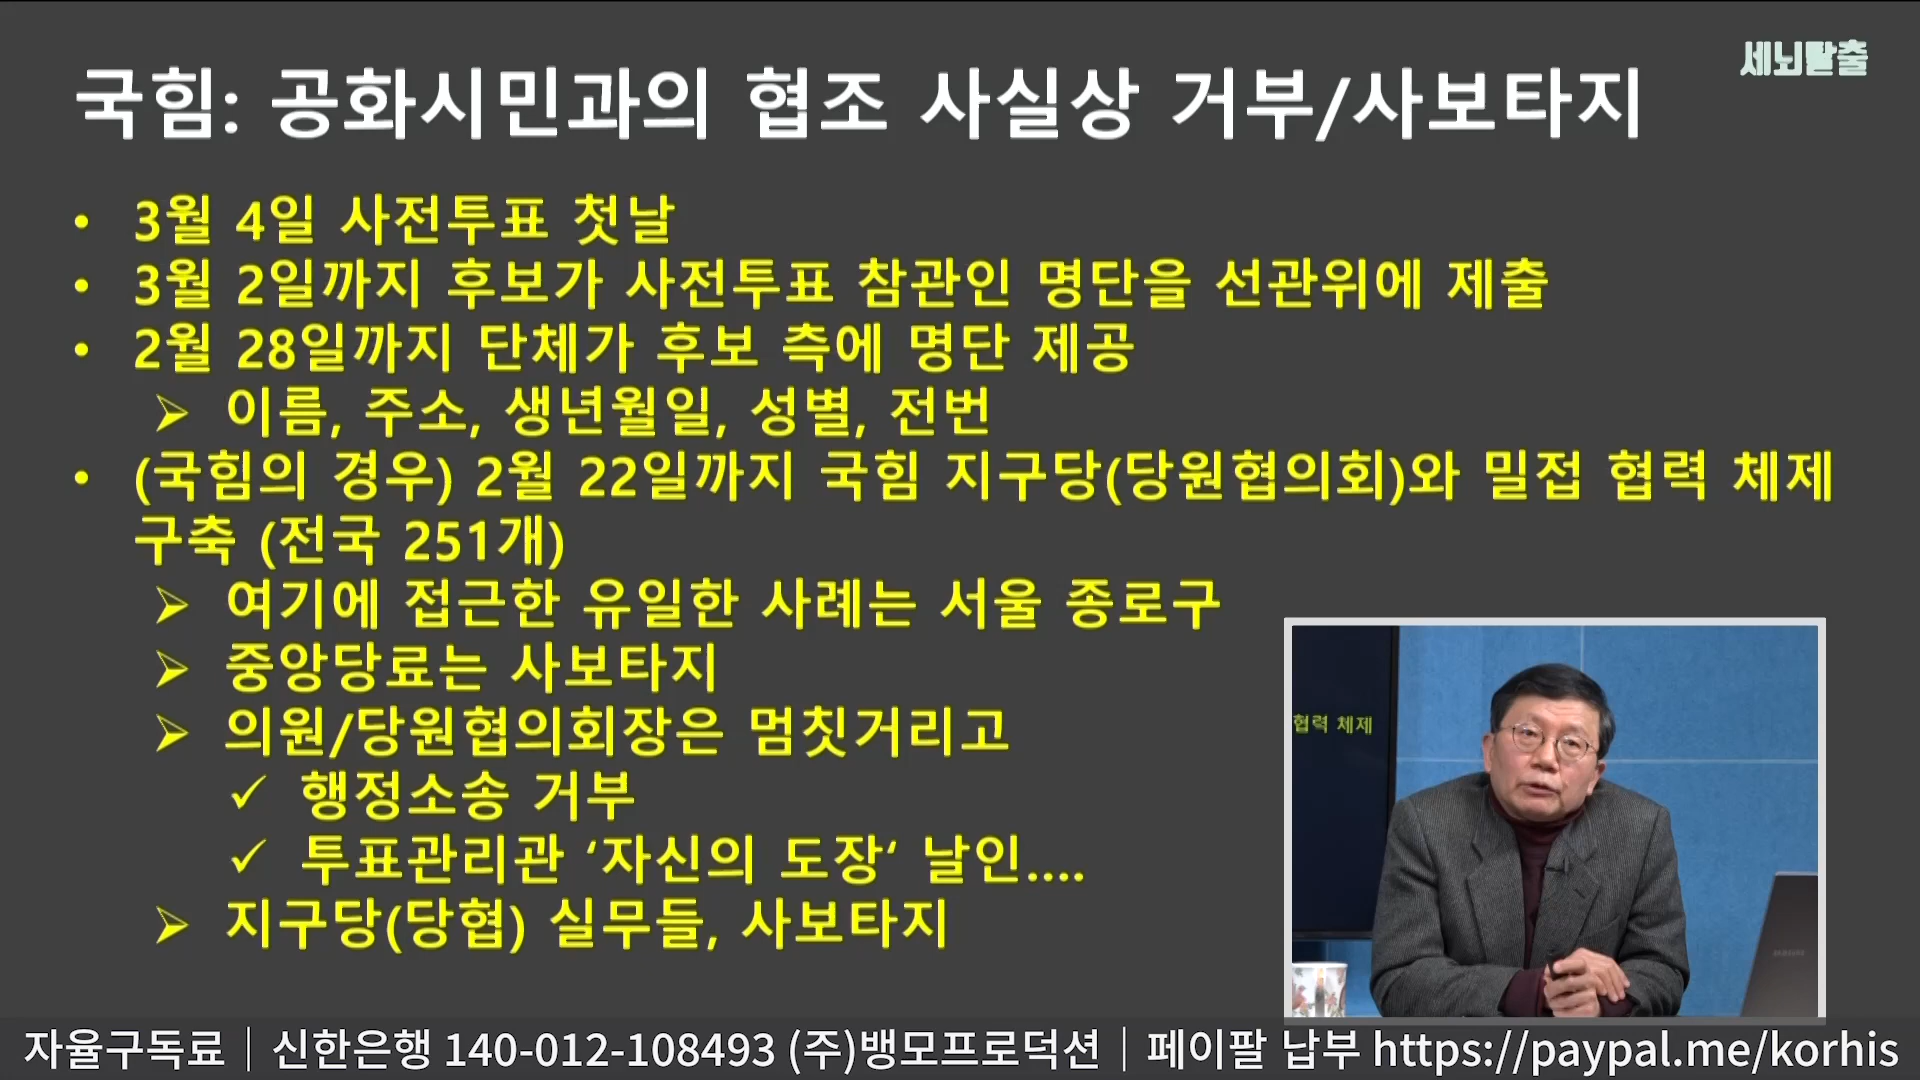 세뇌탈출
국힘: 공화시민과의 협조 사실상 거부/사보타지
• 3월 4일 사전투표 첫날
• 3월 2일까지 후보가 사전투표 참관인 명단을 선관위에 제출
• 2월 28일까지 단체가 후보 측에 명단 제공
➢ 이름, 주소, 생년월일, 성별, 전번
• (국힘의 경우) 2월 22일까지 국힘 지구당(당원협의회)와 밀접 협력 체제
구축 (전국 251개)
➢ 여기에 접근한 유일한 사례는 서울 종로구
➢ 중앙당료는 사보타지
➢ 의원/당원협의회장은 멈칫거리고
✓ 행정소송 거부
✓ 투표관리관 ‘자신의 도장‘ 날인....
➢ 지구당(당협) 실무들, 사보타지
협력 체제
자율구독료｜신한은행 140-012-108493 (주)뱅모프로덕션｜페이팔 납부 https://paypal.me/korhis